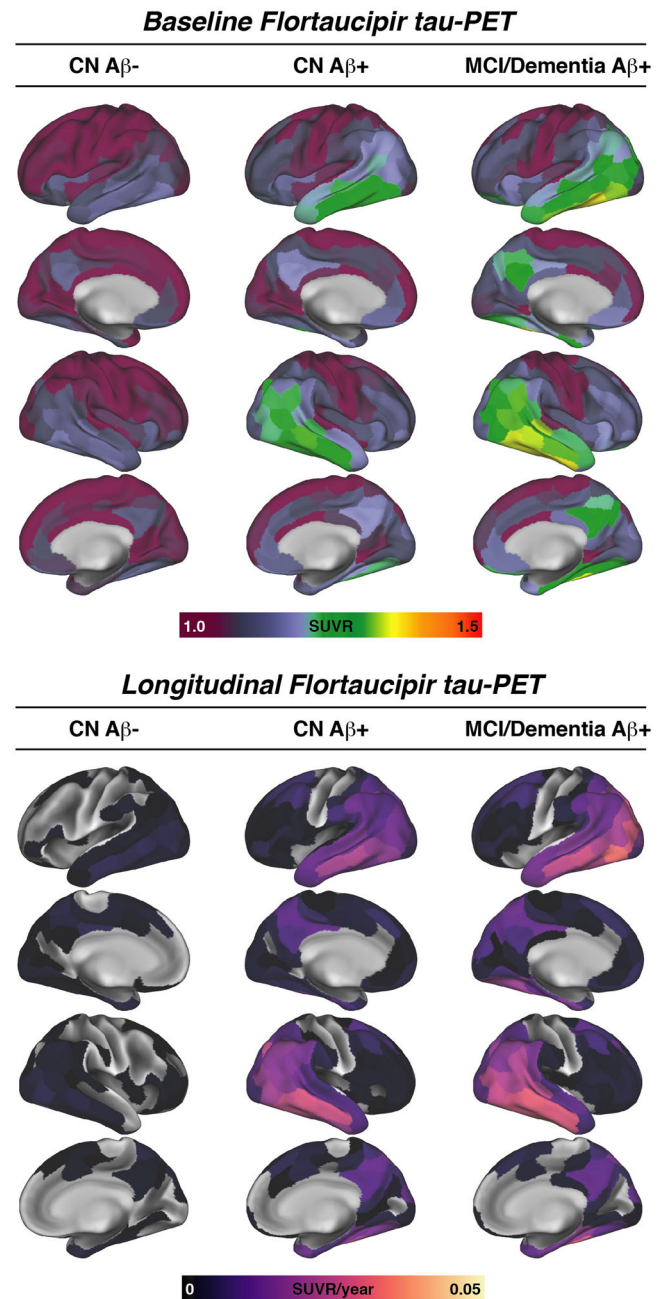 Baseline Flortaucipir tau-PET
CN Aβ- CN Aβ+ MCI/Dementia Aβ+
1.0 SUVR 1.5
Longitudinal Flortaucipir tau-PET
CN Aβ- CN Aβ+ MCI/Dementia Aβ+
0 SUVR/year 0.05